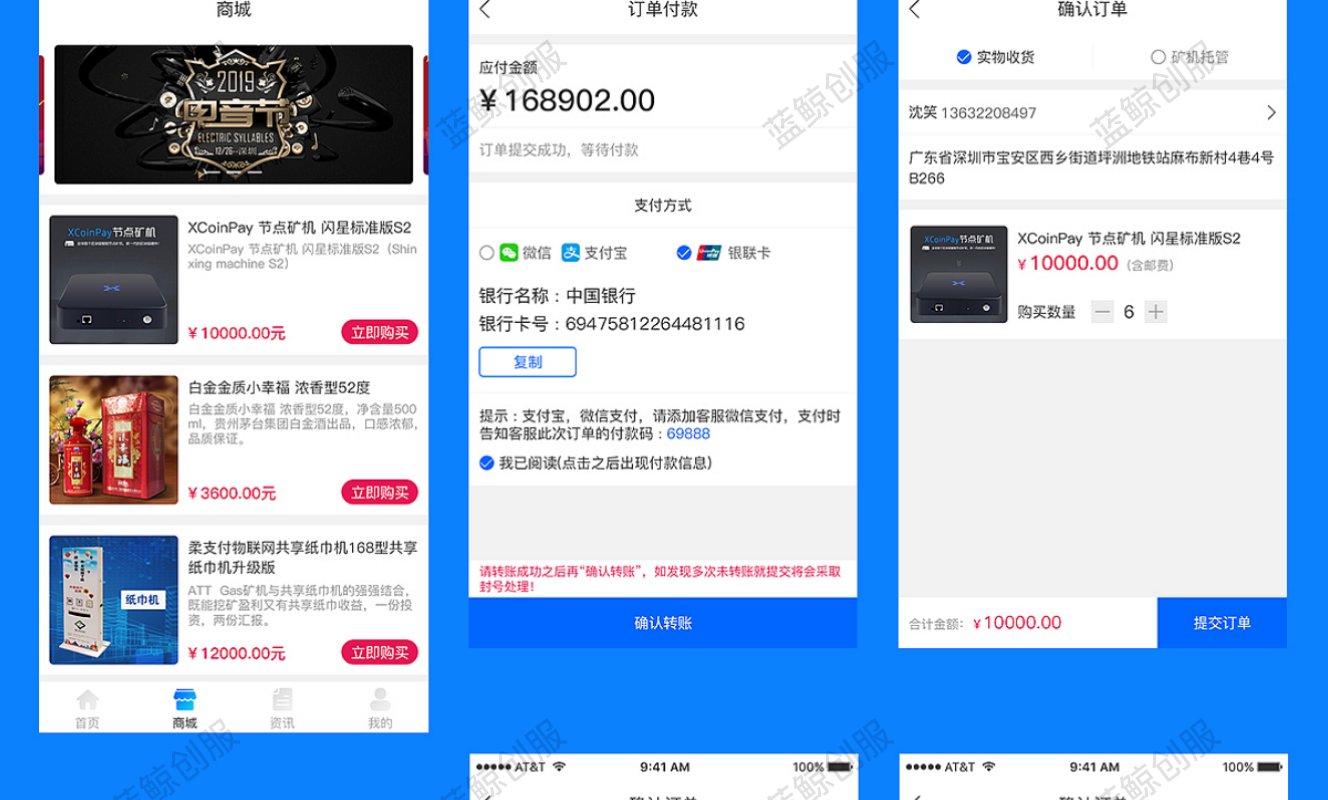 商城
2019
电音节
ELECTRIC SYLLABLES
XCoinPay节点矿机
XCoinPay 节点矿机 闪星标准版S2
XCoinPay 节点矿机 闪星标准版S2（Shin
xing machine S2）
¥10000.00元
立即购买
白金金质小幸福 浓香型52度
白金金质小幸福 浓香型52度，净含量500
ml，贵州茅台集团白金酒出品，口感浓郁，
品质保证。
¥3600.00元
立即购买
纸巾机
柔支付物联网共享纸巾机168型共享
纸巾机升级版
ATT Gas矿机与共享纸巾机的强强结合，
既能挖矿盈利又有共享纸巾收益，一份投
资，两份汇报。
¥12000.00元
立即购买
首页
商城
资讯
我的
订单付款
应付金额
¥168902.00
订单提交成功，等待付款
支付方式
微信 支付宝 银联卡
银行名称：中国银行
银行卡号：69475812264481116
复制
提示：支付宝，微信支付，请添加客服微信支付，支付时
告知客服此次订单的付款码：69888
我已阅读(点击之后出现付款信息)
请转账成功之后再“确认转账”，如发现多次未转账就提交将会采取
封号处理！
确认转账
确认订单
实物收货
矿机托管
沈笑 13632208497
广东省深圳市宝安区西乡街道坪洲地铁站麻布新村4巷4号
B266
XCoinPay节点矿机
XCoinPay 节点矿机 闪星标准版S2
¥10000.00（含邮费）
购买数量 — 6 +
合计金额：¥10000.00
提交订单
AT&T 9:41 AM 100%
AT&T 9:41 AM 100%
蓝鲸创服
蓝鲸创服
蓝鲸创服
蓝鲸创服
蓝鲸创服
蓝鲸创服
蓝鲸创服